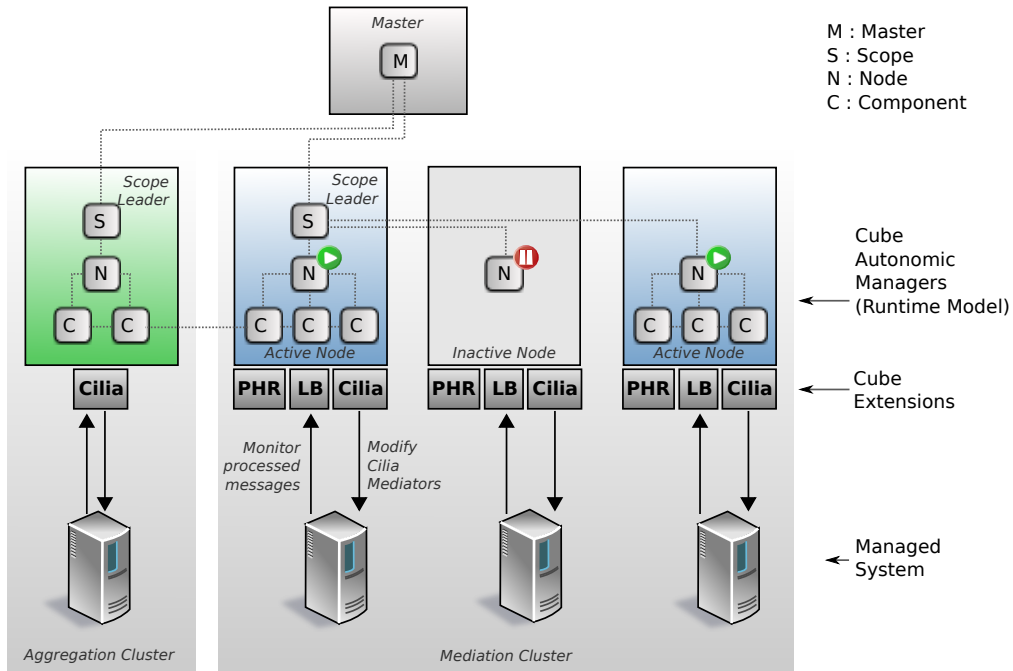 Master
M
M : Master
S : Scope
N : Node
C : Component
Scope
Leader
S
N
C
C
Scope
Leader
S
N
C
C
C
Active Node
N
Inactive Node
N
C
C
C
Active Node
Cube
Autonomic
Managers
(Runtime Model)
Cilia
PHR
LB
Cilia
PHR
LB
Cilia
PHR
LB
Cilia
Cube
Extensions
Monitor
processed
messages
Modify
Cilia
Mediators
Managed
System
Aggregation Cluster
Mediation Cluster